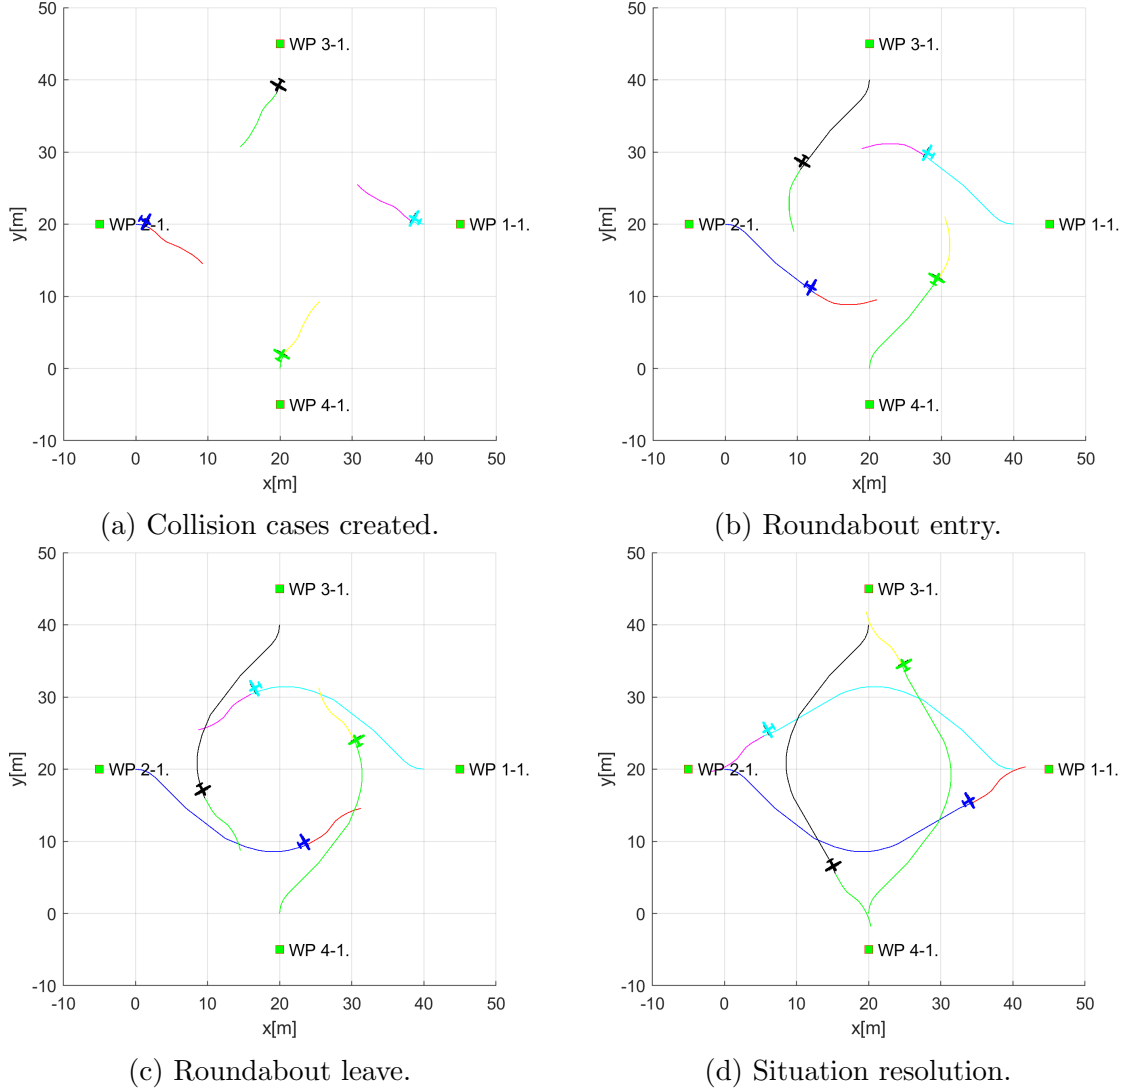 50
40
30
20
10
0
-10
y[m]
WP 3-1.
WP 2-1.
WP 1-1.
WP 4-1.
-10 0 10 20 30 40 50
x[m]
(a) Collision cases created.
50
40
30
20
10
0
-10
y[m]
WP 3-1.
WP 2-1.
WP 1-1.
WP 4-1.
-10 0 10 20 30 40 50
x[m]
(b) Roundabout entry.
50
40
30
20
10
0
-10
y[m]
WP 3-1.
WP 2-1.
WP 1-1.
WP 4-1.
-10 0 10 20 30 40 50
x[m]
(c) Roundabout leave.
50
40
30
20
10
0
-10
y[m]
WP 3-1.
WP 2-1.
WP 1-1.
WP 4-1.
-10 0 10 20 30 40 50
x[m]
(d) Situation resolution.